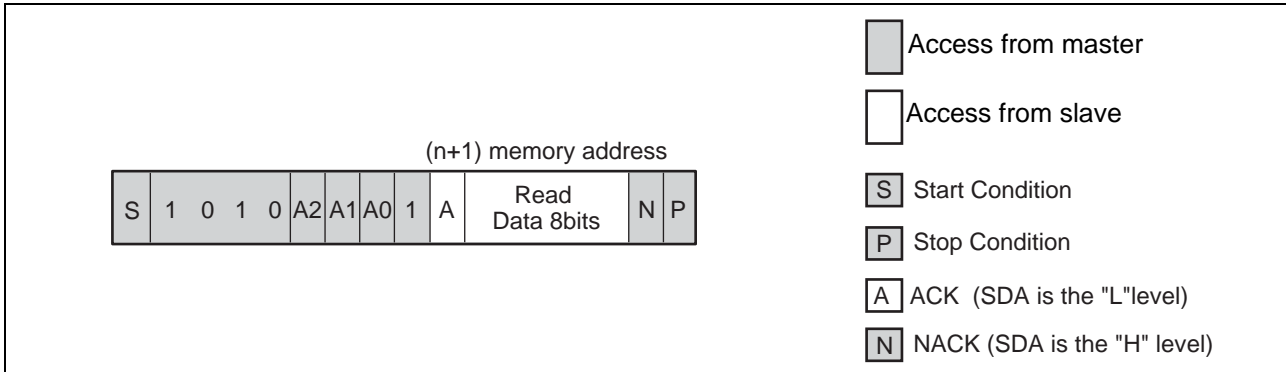 (n+1) memory address
S 1 0 1 0 A2 A1 A0 1 A Read Data 8bits N P
Access from master
Access from slave
S Start Condition
P Stop Condition
A ACK (SDA is the "L"level)
N NACK (SDA is the "H" level)